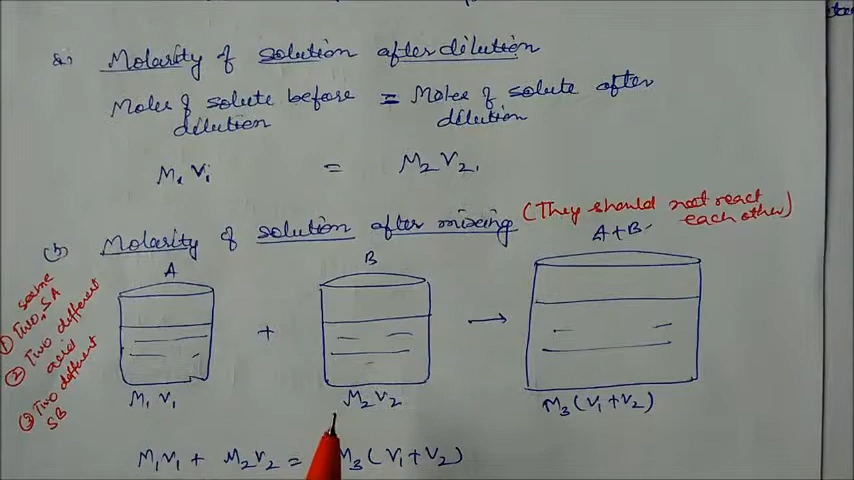 a) Molarity of solution after dilution
Moles of solute before = Moles of solute after
dilution dilution
M₁ V₁ = M₂ V₂
(b) Molarity of solution after mixing (They should not react
each other)
A B A+B
same
① Two SA
② Two different
acid
③ Two different
SB
+ →
M₁ V₁ M₂ V₂ M₃ (V₁ + V₂)
M₁V₁ + M₂V₂ = M₃ (V₁ + V₂)